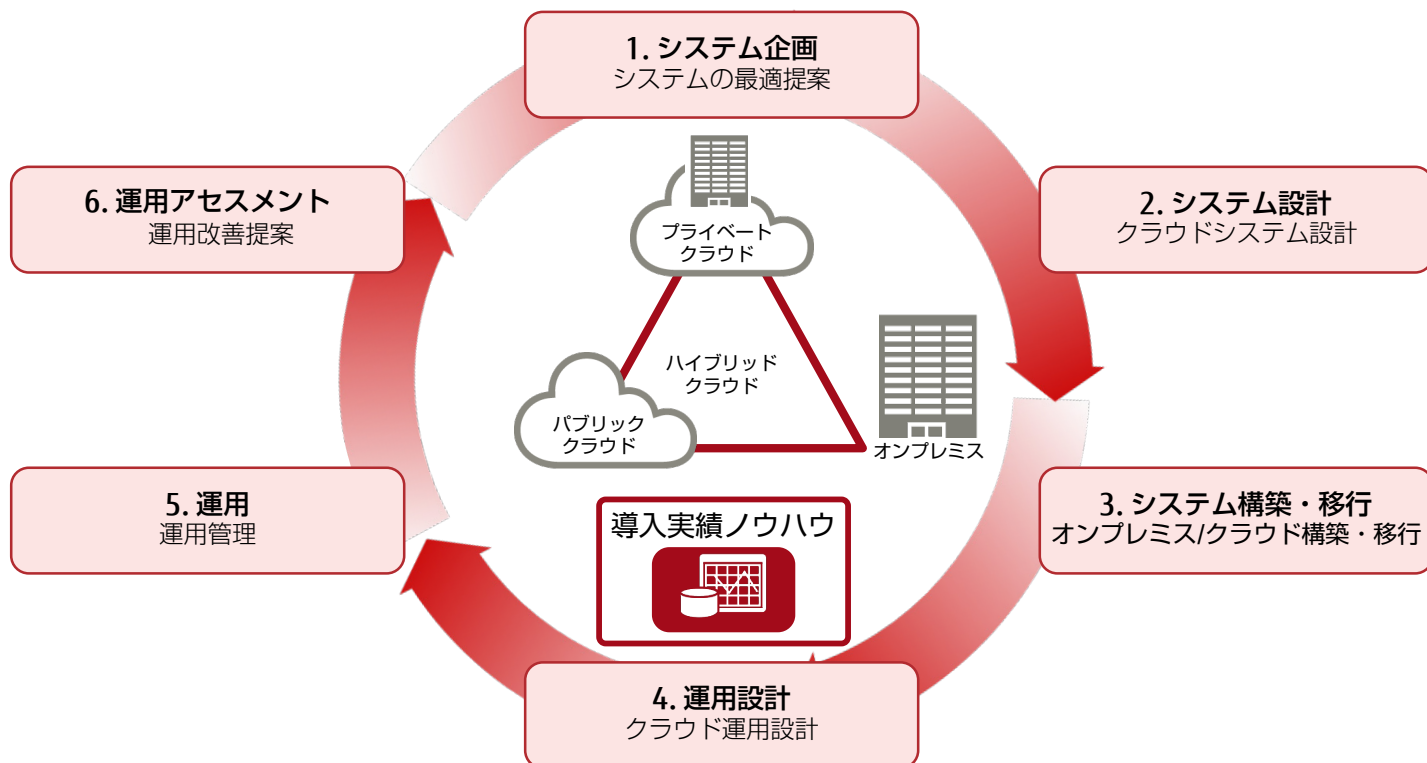 1. システム企画
システムの最適提案
2. システム設計
クラウドシステム設計
3. システム構築・移行
オンプレミス/クラウド構築・移行
4. 運用設計
クラウド運用設計
5. 運用
運用管理
6. 運用アセスメント
運用改善提案
プライベート
クラウド
ハイブリッド
クラウド
パブリック
クラウド
オンプレミス
導入実績ノウハウ